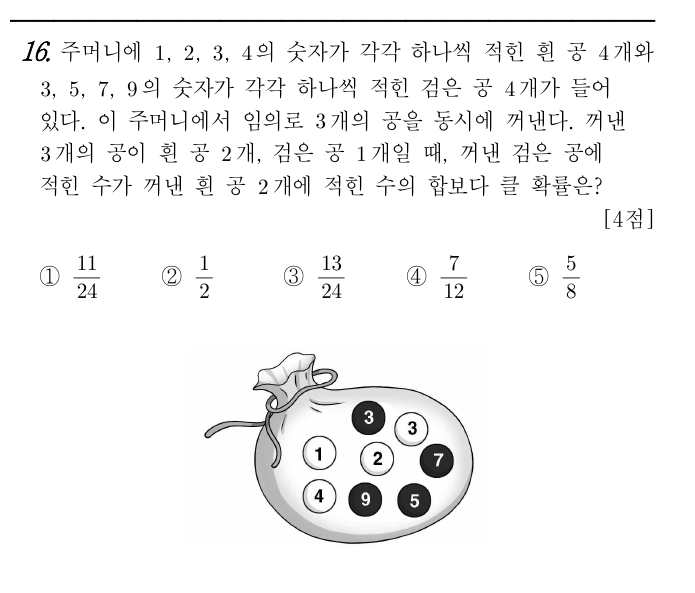 16. 주머니에 1, 2, 3, 4의 숫자가 각각 하나씩 적힌 흰 공 4개와
3, 5, 7, 9의 숫자가 각각 하나씩 적힌 검은 공 4개가 들어
있다. 이 주머니에서 임의로 3개의 공을 동시에 꺼낸다. 꺼낸
3개의 공이 흰 공 2개, 검은 공 1개일 때, 꺼낸 검은 공에
적힌 수가 꺼낸 흰 공 2개에 적힌 수의 합보다 클 확률은?
[4점]
① 11/24 ② 1/2 ③ 13/24 ④ 7/12 ⑤ 5/8
3 3
1 2 7
4 9 5